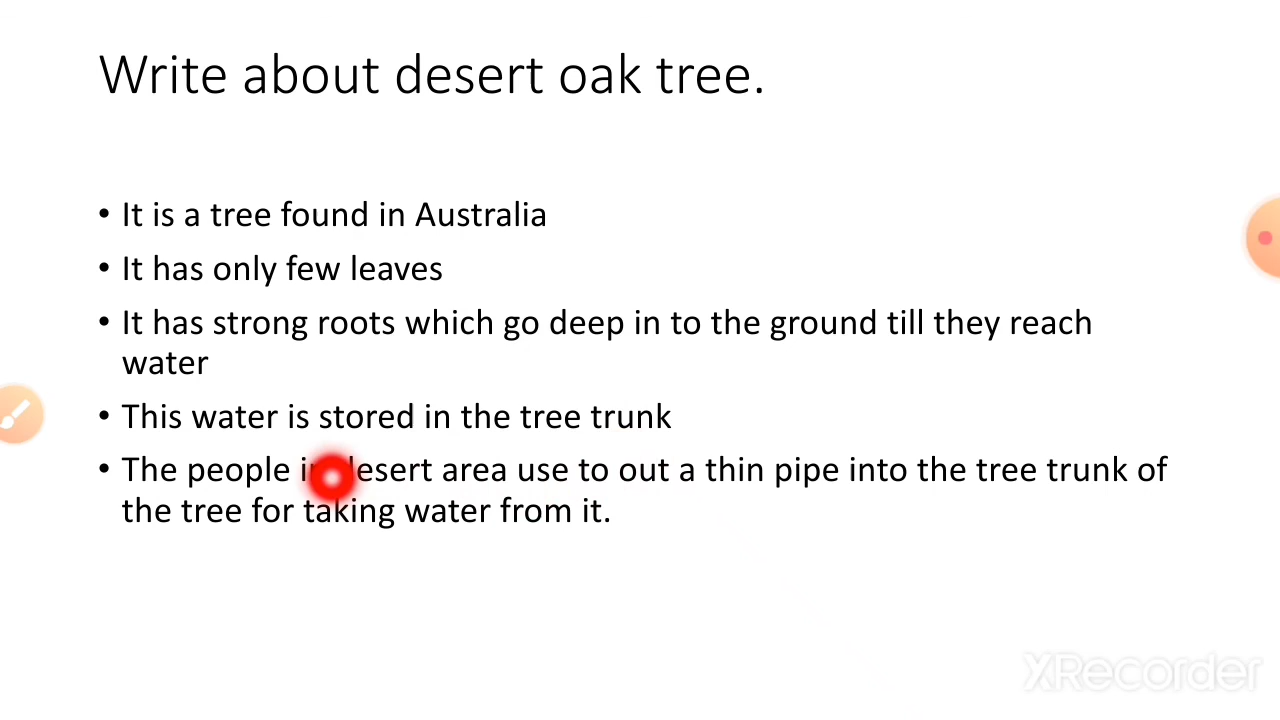 Write about desert oak tree.
• It is a tree found in Australia
• It has only few leaves
• It has strong roots which go deep in to the ground till they reach
water
• This water is stored in the tree trunk
• The people in desert area use to out a thin pipe into the tree trunk of
the tree for taking water from it.
XRecorder